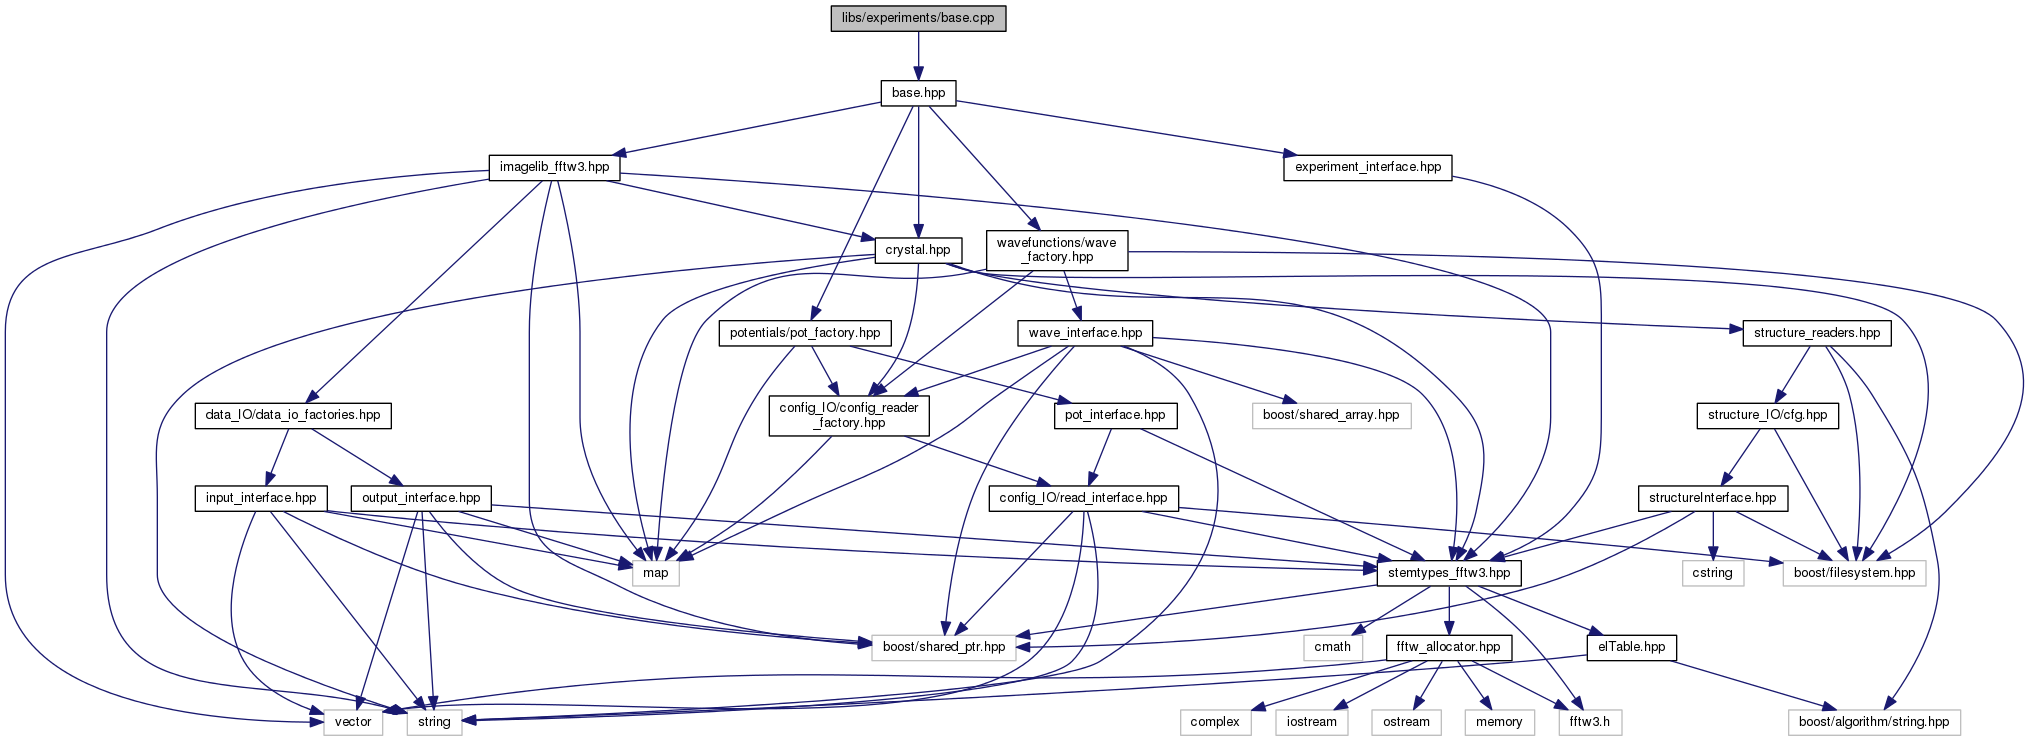 libs/experiments/base.cpp
base.hpp
imagelib_fftw3.hpp
experiment_interface.hpp
crystal.hpp
wavefunctions/wave
_factory.hpp
potentials/pot_factory.hpp
wave_interface.hpp
structure_readers.hpp
data_IO/data_io_factories.hpp
config_IO/config_reader
_factory.hpp
pot_interface.hpp
boost/shared_array.hpp
structure_IO/cfg.hpp
input_interface.hpp
output_interface.hpp
config_IO/read_interface.hpp
structureInterface.hpp
map
stemtypes_fftw3.hpp
cstring
boost/filesystem.hpp
boost/shared_ptr.hpp
cmath
fftw_allocator.hpp
elTable.hpp
vector
string
complex
iostream
ostream
memory
fftw3.h
boost/algorithm/string.hpp